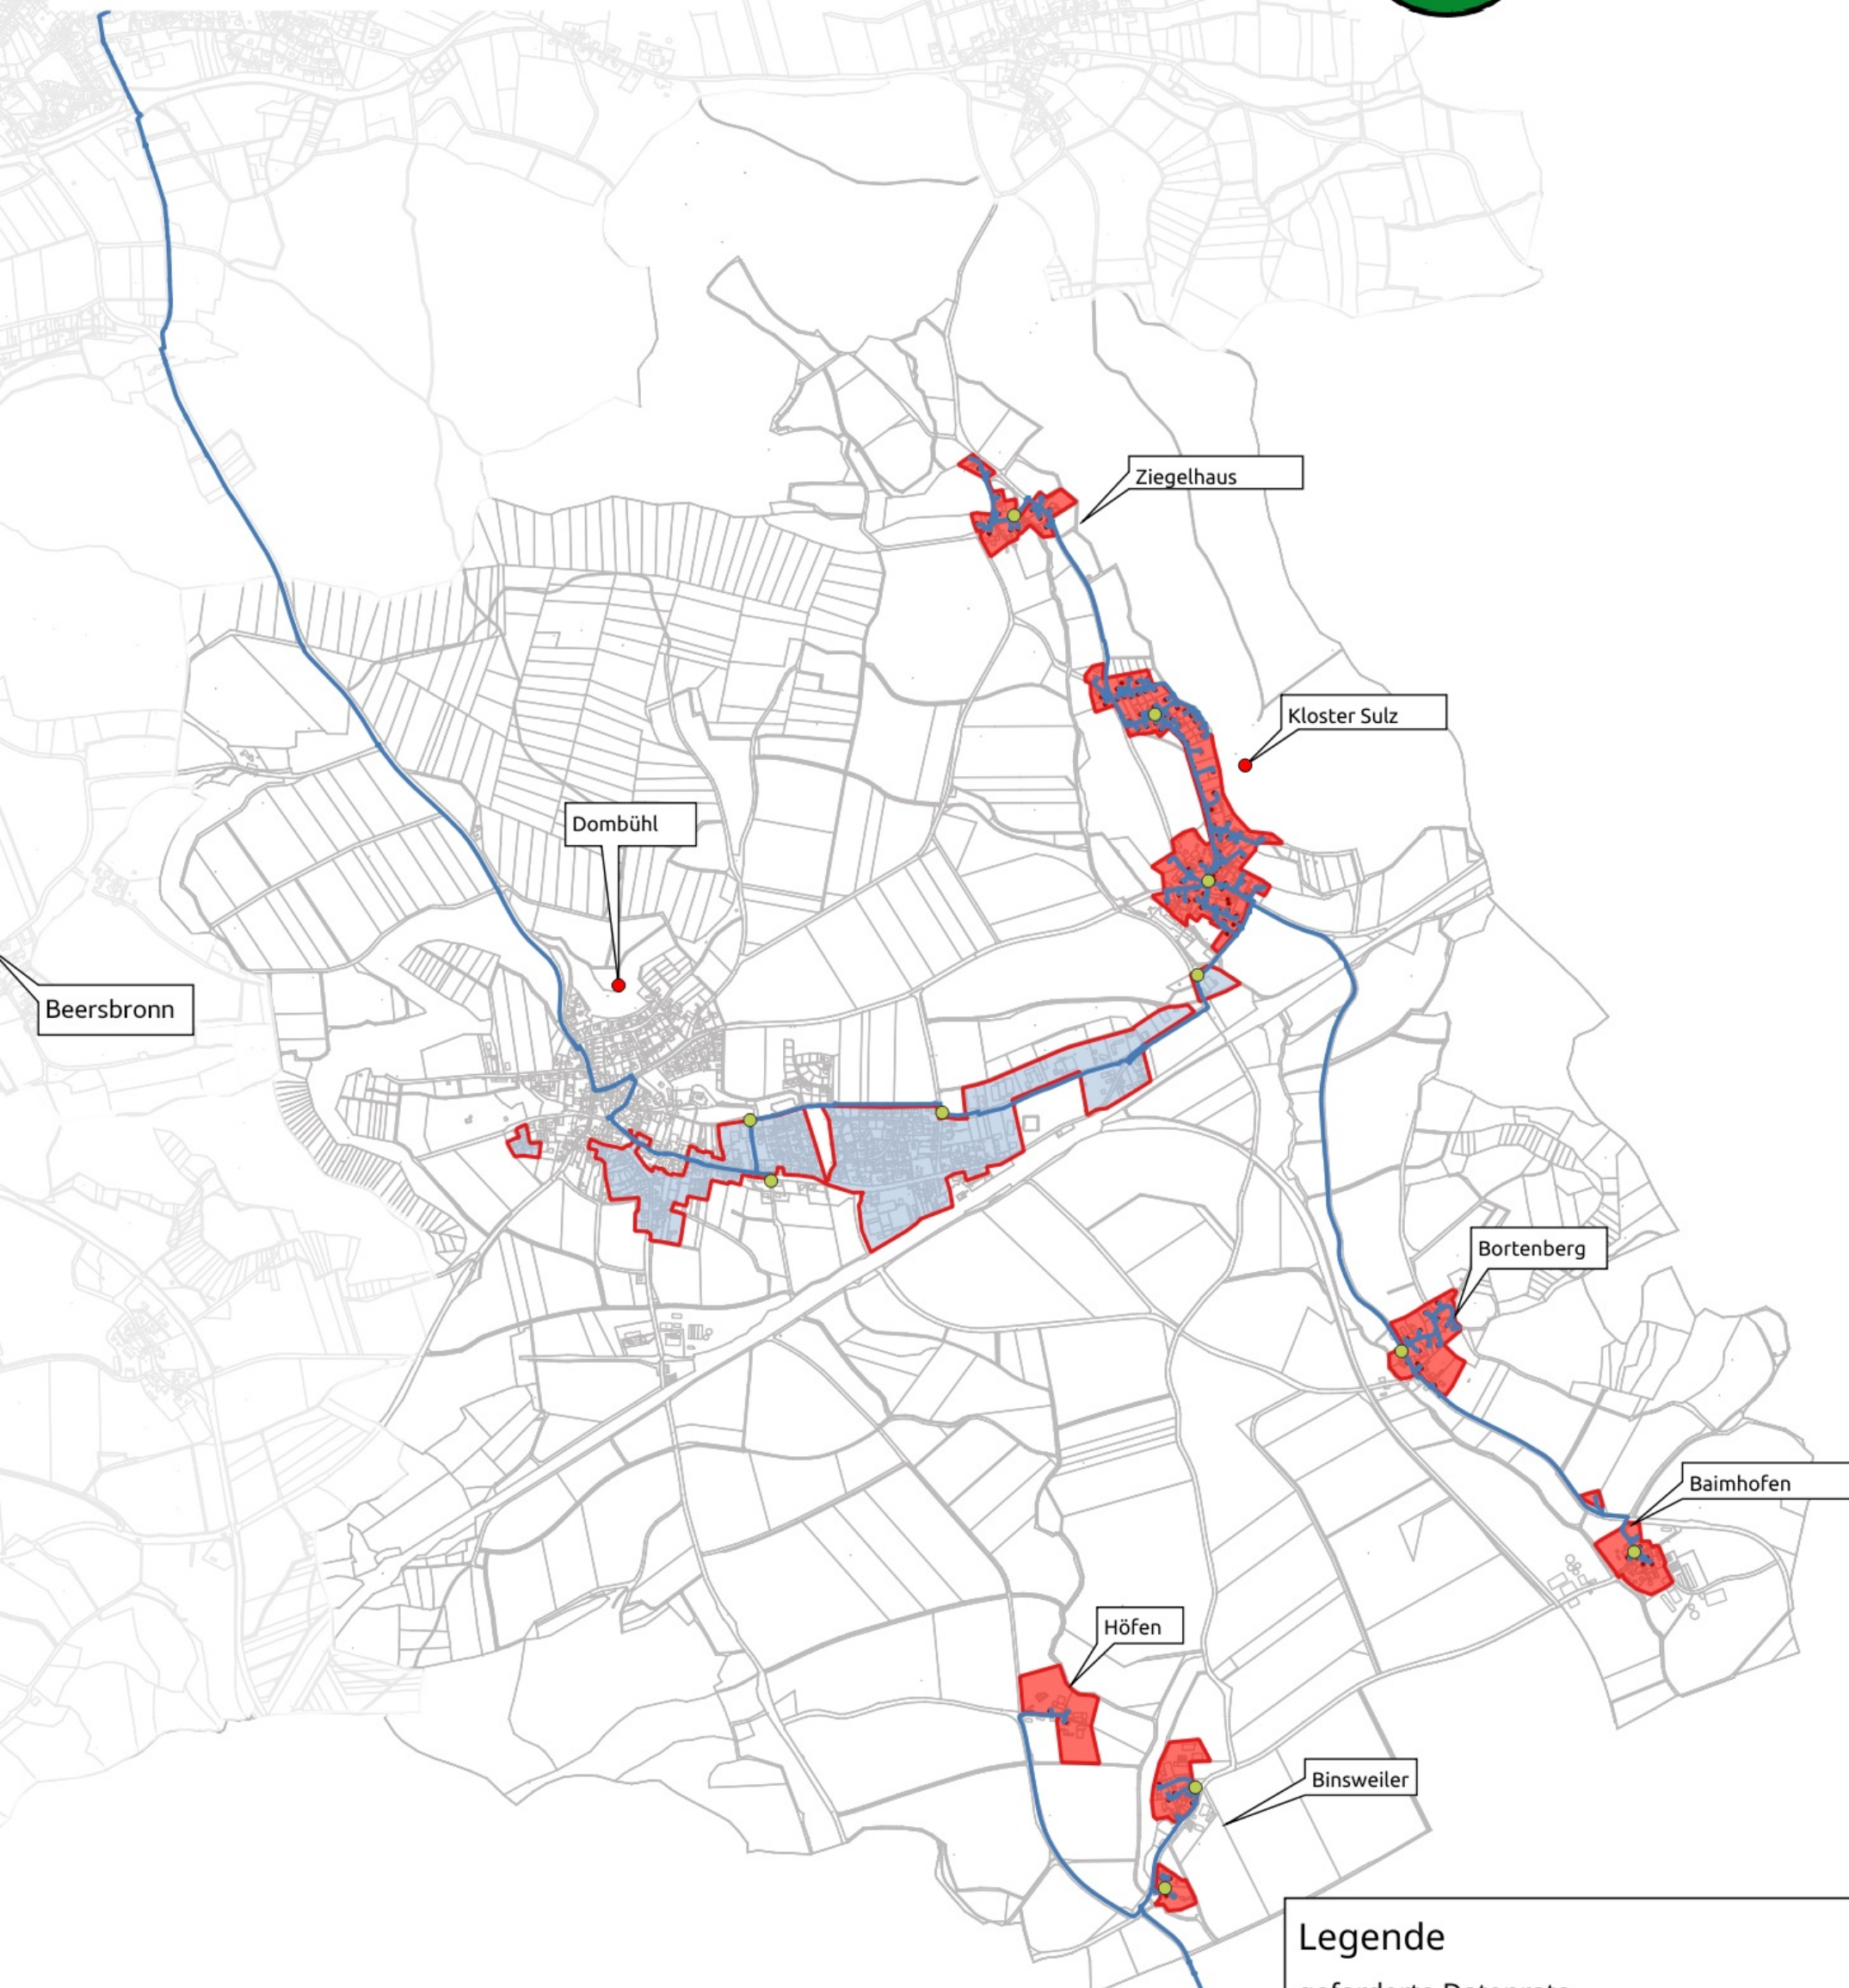 Ziegelhaus
Kloster Sulz
Dombühl
Beersbronn
Bortenberg
Baimhofen
Höfen
Binsweiler
Legende